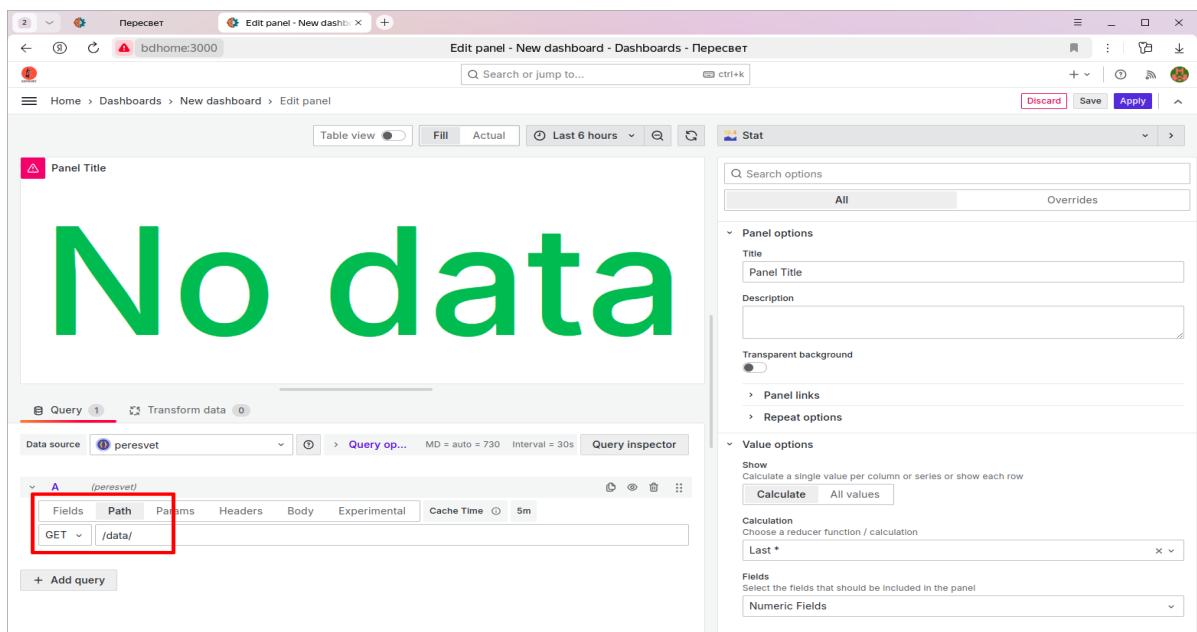 2 Пересвет Edit panel - New dashb
bdhome:3000 Edit panel - New dashboard - Dashboards - Пересвет
Search or jump to... ctrl+k
Home › Dashboards › New dashboard › Edit panel Discard Save Apply
Table view Fill Actual Last 6 hours Stat
Panel Title
No data
Search options
All Overrides
Panel options
Title
Panel Title
Description
Transparent background
Panel links
Repeat options
Query 1 Transform data 0
Data source peresvet Query op... MD = auto = 730 Interval = 30s Query inspector
Value options
Show
Calculate a single value per column or series or show each row
Calculate All values
A (peresvet)
Fields Path Params Headers Body Experimental Cache Time 5m
GET /data/
+ Add query
Calculation
Choose a reducer function / calculation
Last *
Fields
Select the fields that should be included in the panel
Numeric Fields